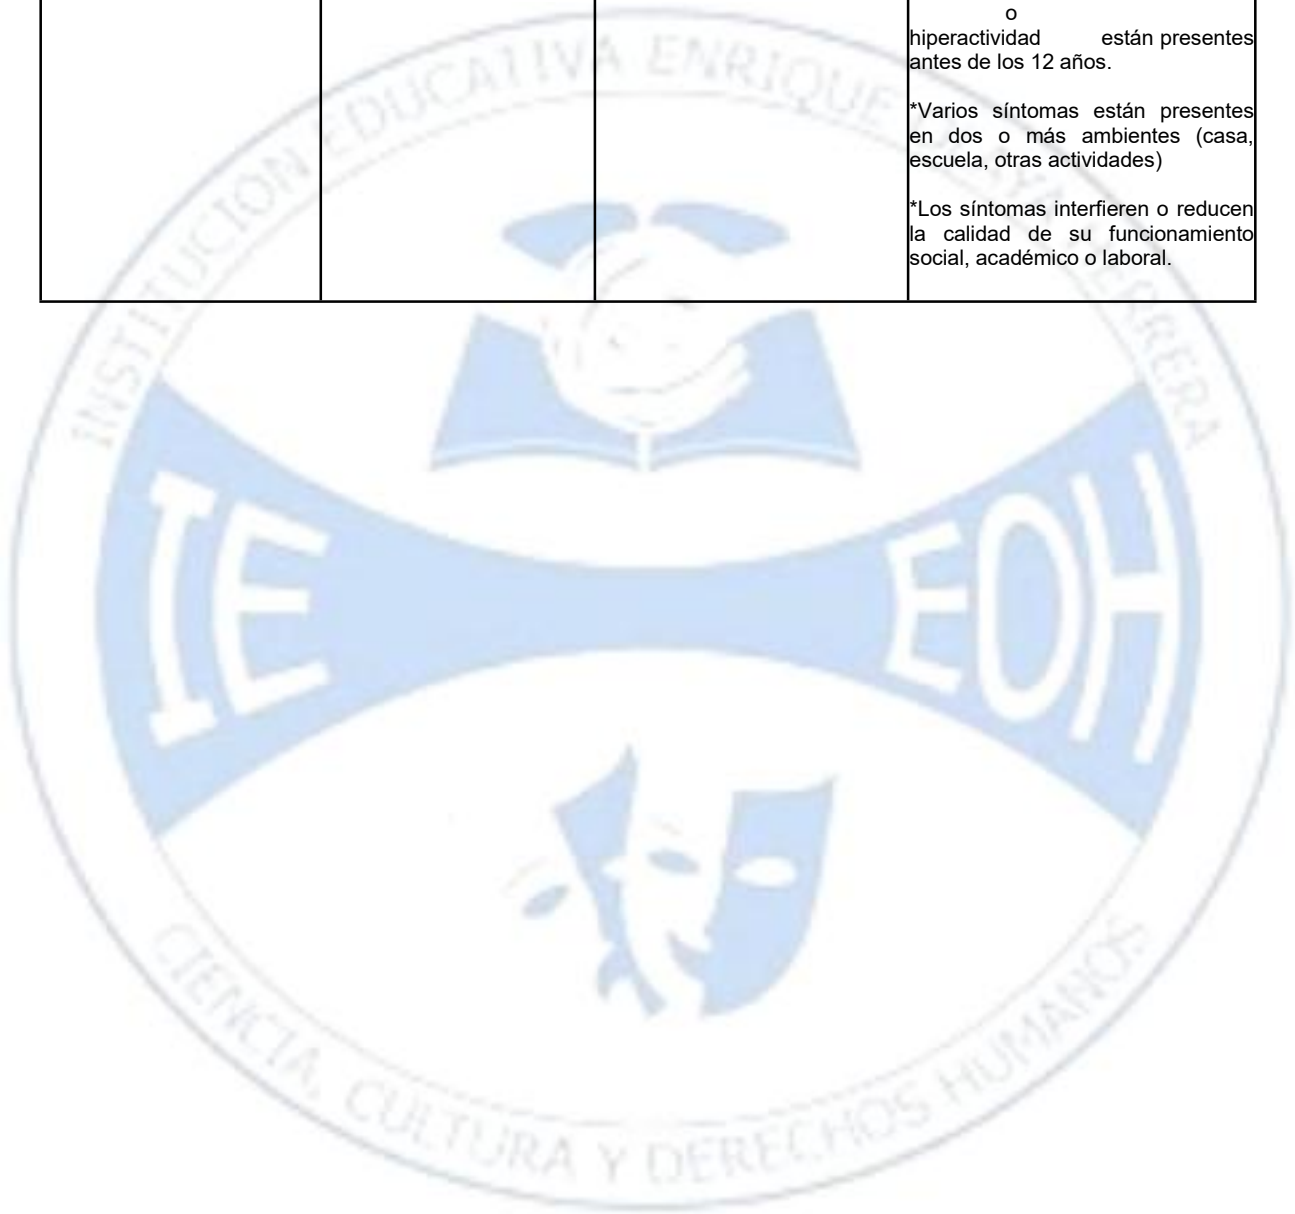 o
hiperactividad están presentes
antes de los 12 años.
*Varios síntomas están presentes
en dos o más ambientes (casa,
escuela, otras actividades)
*Los síntomas interfieren o reducen
la calidad de su funcionamiento
social, académico o laboral.
INSTITUCION EDUCATIVA ENRIQUE OLAYA HERRERA
IE EOH
CIENCIA, CULTURA Y DERECHOS HUMANOS